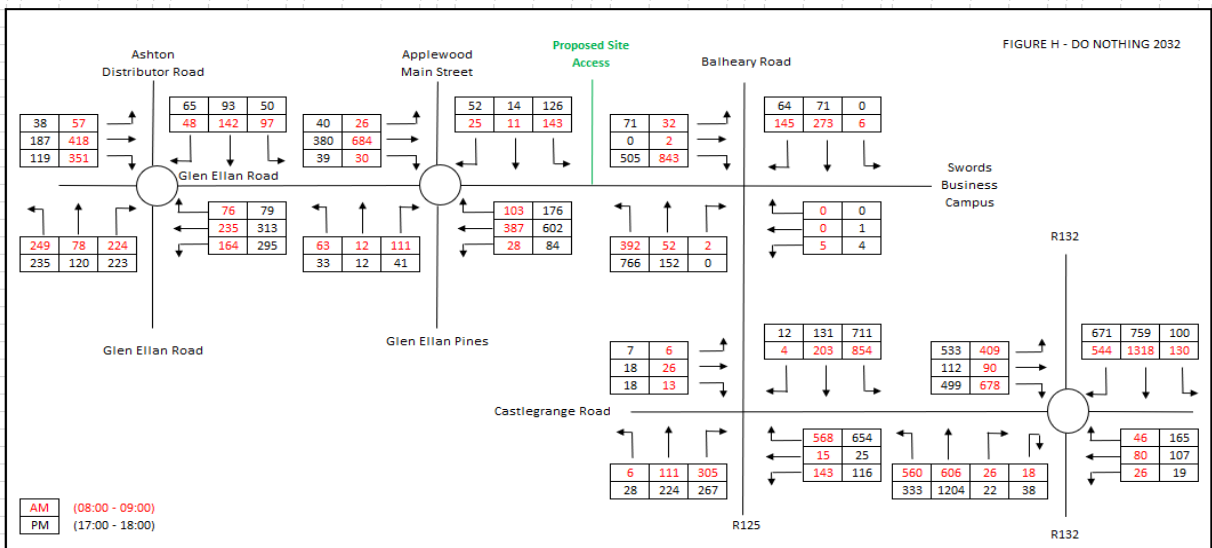 FIGURE H - DO NOTHING 2032
Ashton
Distributor Road
Applewood
Main Street
Proposed Site
Access
Balheary Road
65 93 50
48 142 97
38 57
187 418
119 351
52 14 126
25 11 143
40 26
380 684
39 30
64 71 0
145 273 6
71 32
0 2
505 843
Glen Ellan Road
Swords
Business
Campus
76 79
235 313
164 295
249 78 224
235 120 223
103 176
387 602
28 84
63 12 111
33 12 41
0 0
0 1
5 4
392 52 2
766 152 0
R132
Glen Ellan Road
Glen Ellan Pines
12 131 711
4 203 854
7 6
18 26
18 13
671 759 100
544 1318 130
533 409
112 90
499 678
Castlegrange Road
568 654
15 25
143 116
6 111 305
28 224 267
46 165
80 107
26 19
560 606 26 18
333 1204 22 38
AM (08:00 - 09:00)
PM (17:00 - 18:00)
R125
R132